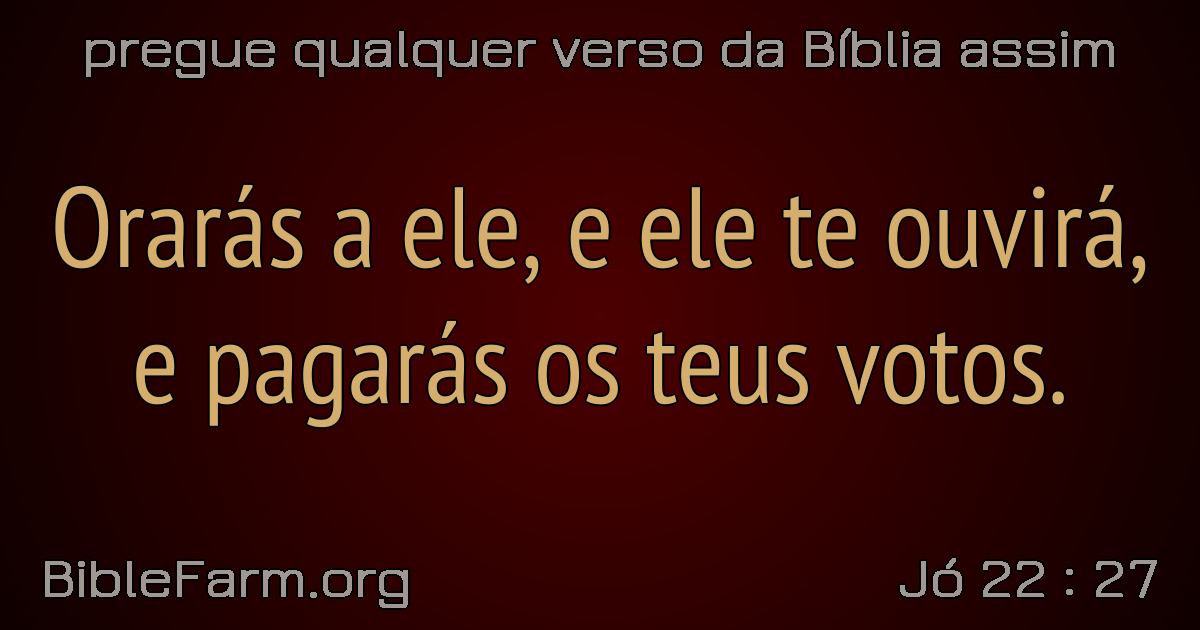 pregue qualquer verso da Bíblia assim
Orarás a ele, e ele te ouvirá,
e pagarás os teus votos.
BibleFarm.org
Jó 22 : 27